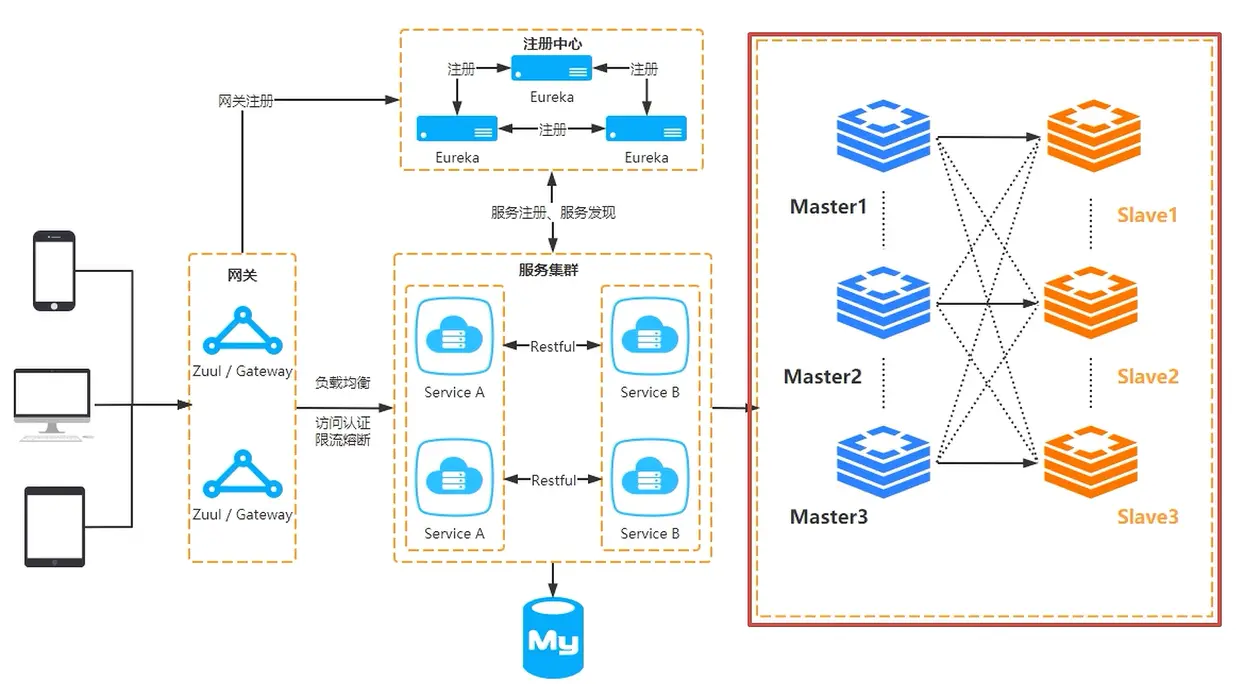 注册中心
注册
注册
Eureka
注册
Eureka
Eureka
网关注册
服务注册、服务发现
网关
Zuul / Gateway
Zuul / Gateway
负载均衡
访问认证
限流熔断
服务集群
Restful
Service A
Service B
Restful
Service A
Service B
My
Master1
Slave1
Master2
Slave2
Master3
Slave3